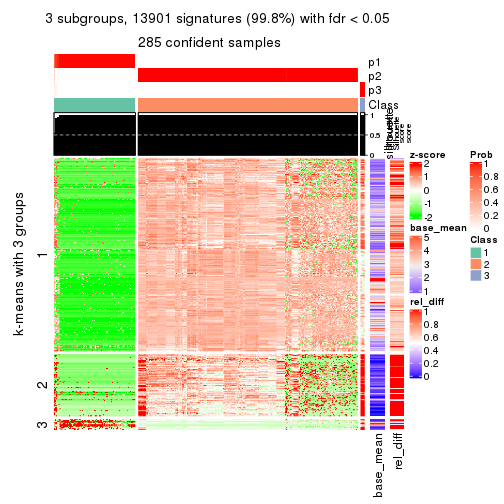 3 subgroups, 13901 signatures (99.8%) with fdr < 0.05
285 confident samples
p1
p2
p3
Class
1
0.5
0
silhouette
score
k-means with 3 groups
1
2
3
base_mean
rel_diff
z-score
2
1
0
-1
-2
base_mean
5
4
3
2
1
rel_diff
1
0.8
0.6
0.4
0.2
0
Prob
1
0.8
0.6
0.4
0.2
0
Class
1
2
3